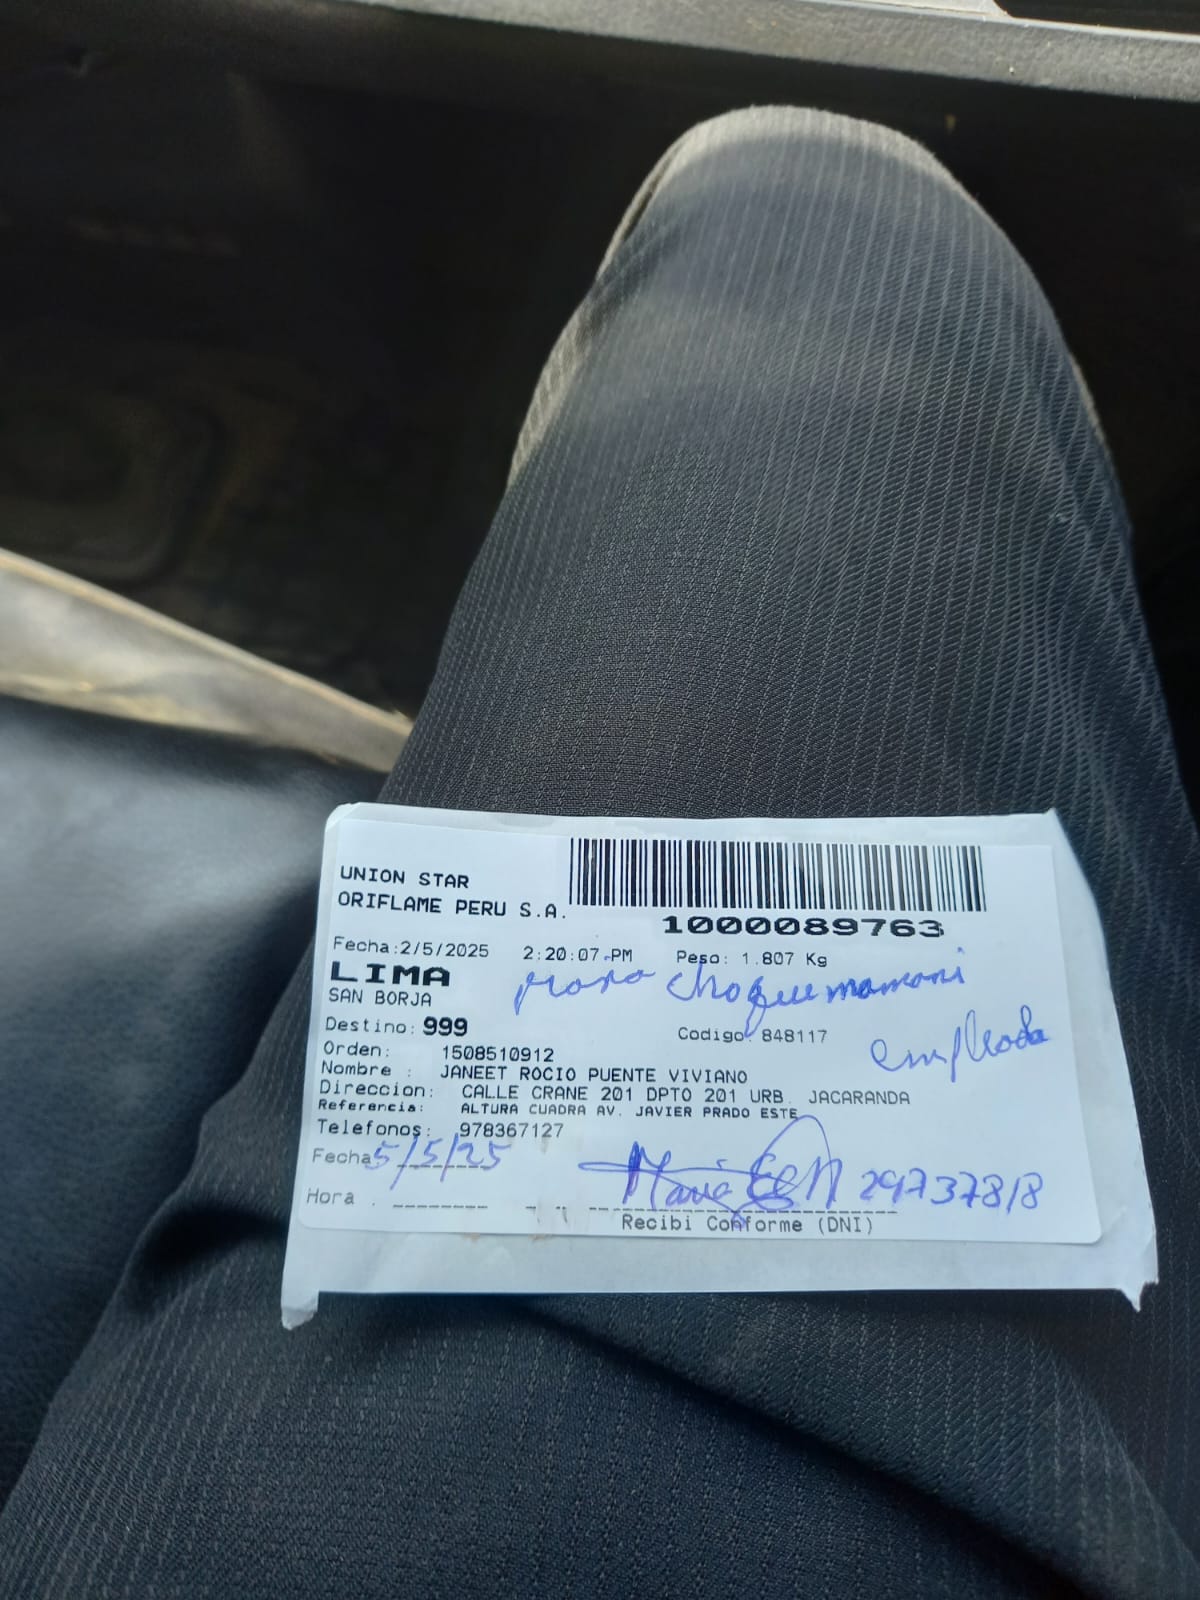 UNION STAR
ORIFLAME PERU S.A.
1000089763
Fecha:2/5/2025 2:20:07 PM Peso: 1.807 Kg
LIMA
choquemamani
SAN BORJA
empleada
Destino: 999
Codigo: 848117
Orden: 1508510912
Nombre : JANEET ROCIO PUENTE VIVIANO
Direccion: CALLE CRANE 201 DPTO 201 URB. JACARANDA
Referencia: ALTURA CUADRA AV. JAVIER PRADO ESTE
Telefonos: 978367127
Fecha 5/5/25
Maria 29737818
Hora :
Recibi Conforme (DNI)